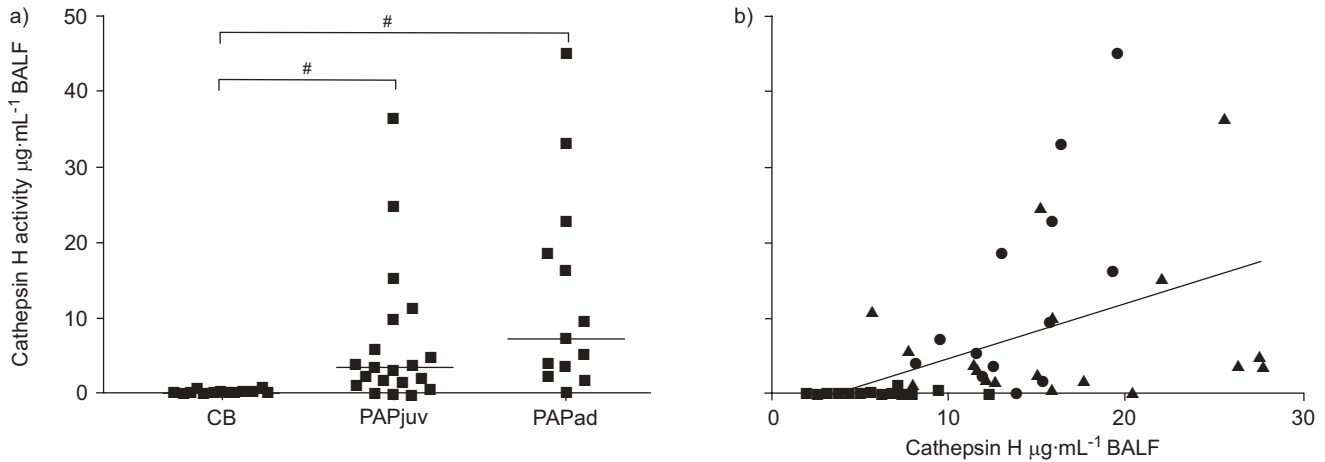 a)
Cathepsin H activity µg·mL⁻¹ BALF
50
40
30
20
10
0
#
#
CB
PAPjuv
PAPad
b)
0
10
20
30
Cathepsin H µg·mL⁻¹ BALF